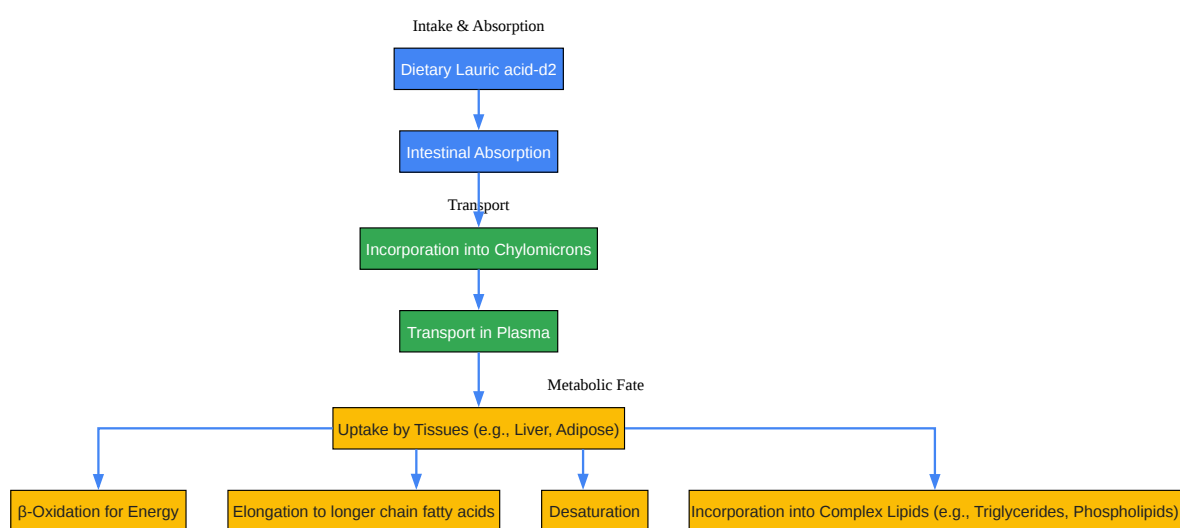 Intake & Absorption
Dietary Lauric acid-d2
Intestinal Absorption
Transport
Incorporation into Chylomicrons
Transport in Plasma
Metabolic Fate
Uptake by Tissues (e.g., Liver, Adipose)
β-Oxidation for Energy
Elongation to longer chain fatty acids
Desaturation
Incorporation into Complex Lipids (e.g., Triglycerides, Phospholipids)